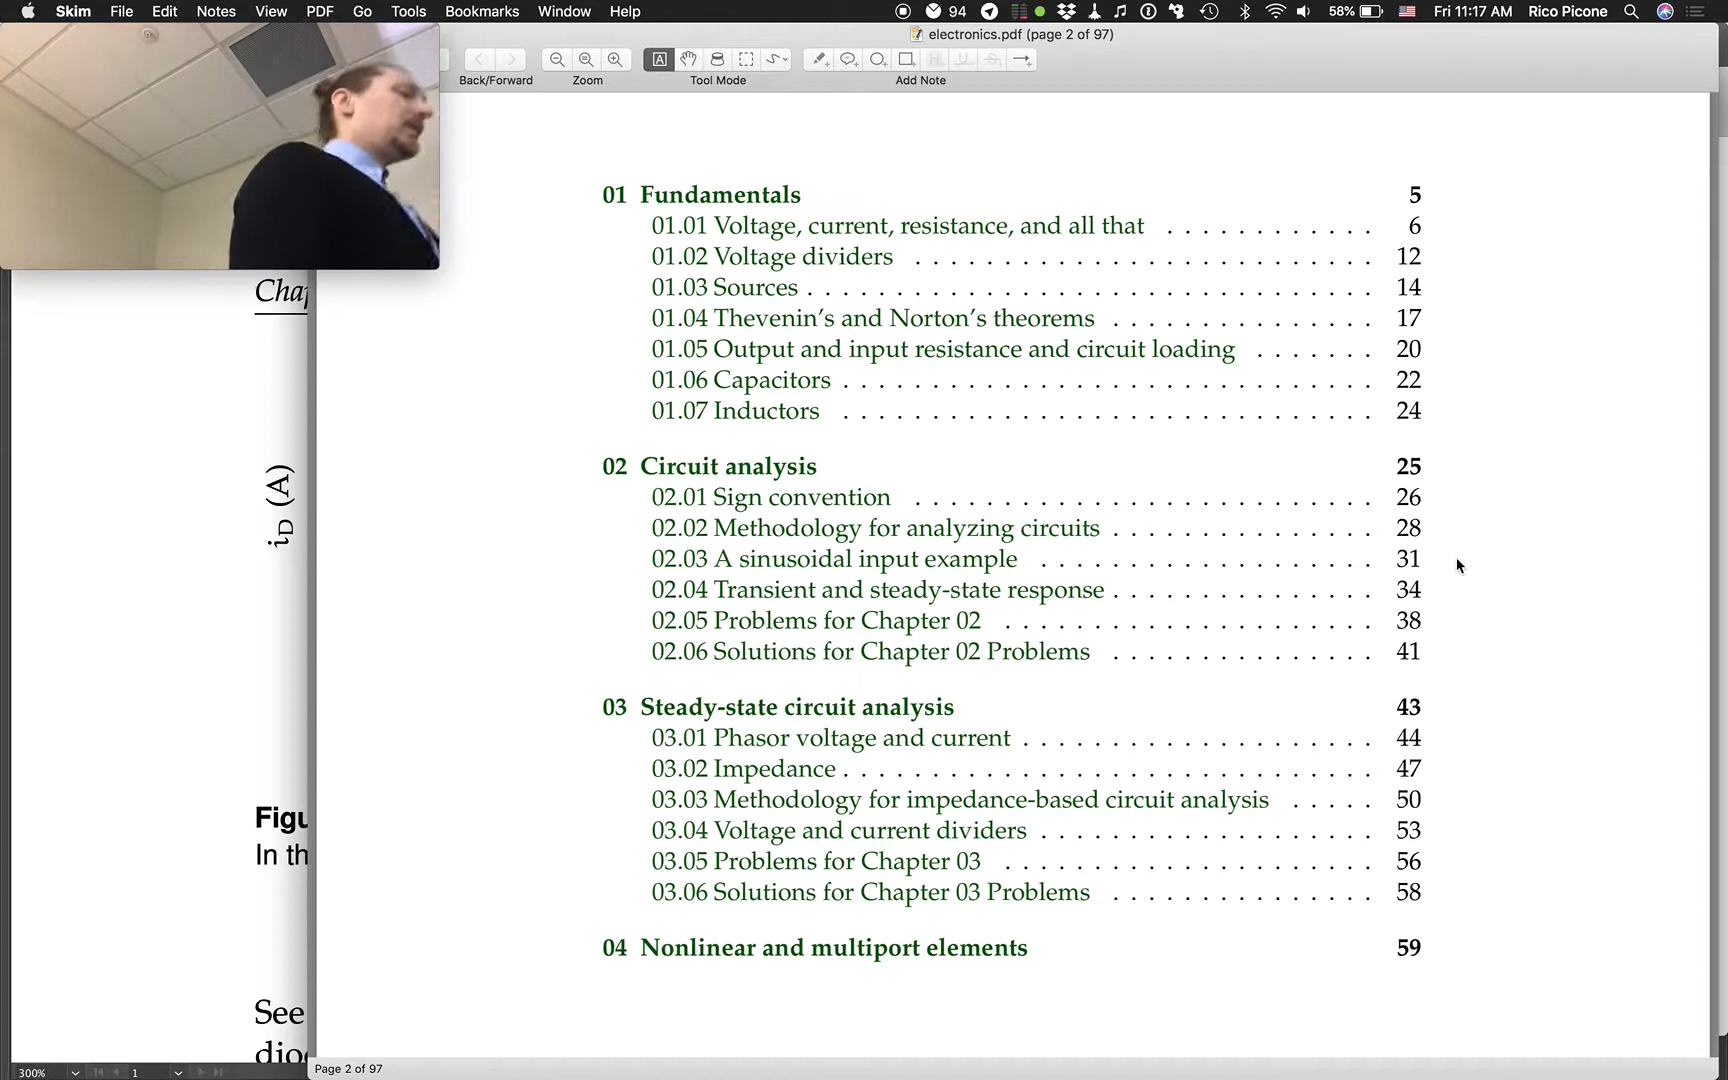 Skim File Edit Notes View PDF Go Tools Bookmarks Window Help 94 58% Fri 11:17 AM Rico Picone
electronics.pdf (page 2 of 97)
Back/Forward Zoom Tool Mode Add Note
01 Fundamentals 5
01.01 Voltage, current, resistance, and all that . . . . . . . . . . . . 6
01.02 Voltage dividers . . . . . . . . . . . . . . . . . . . . . . . . . . 12
01.03 Sources . . . . . . . . . . . . . . . . . . . . . . . . . . . . . . . . 14
01.04 Thevenin's and Norton's theorems . . . . . . . . . . . . . . . 17
01.05 Output and input resistance and circuit loading . . . . . . . 20
01.06 Capacitors . . . . . . . . . . . . . . . . . . . . . . . . . . . . . . 22
01.07 Inductors . . . . . . . . . . . . . . . . . . . . . . . . . . . . . . 24
02 Circuit analysis 25
02.01 Sign convention . . . . . . . . . . . . . . . . . . . . . . . . . . 26
02.02 Methodology for analyzing circuits . . . . . . . . . . . . . . . 28
02.03 A sinusoidal input example . . . . . . . . . . . . . . . . . . . 31
02.04 Transient and steady-state response . . . . . . . . . . . . . . . 34
02.05 Problems for Chapter 02 . . . . . . . . . . . . . . . . . . . . . 38
02.06 Solutions for Chapter 02 Problems . . . . . . . . . . . . . . . 41
03 Steady-state circuit analysis 43
03.01 Phasor voltage and current . . . . . . . . . . . . . . . . . . . . 44
03.02 Impedance . . . . . . . . . . . . . . . . . . . . . . . . . . . . . . 47
03.03 Methodology for impedance-based circuit analysis . . . . . 50
03.04 Voltage and current dividers . . . . . . . . . . . . . . . . . . . 53
03.05 Problems for Chapter 03 . . . . . . . . . . . . . . . . . . . . . 56
03.06 Solutions for Chapter 03 Problems . . . . . . . . . . . . . . . 58
04 Nonlinear and multiport elements 59
Page 2 of 97
Chap
iD (A)
Figu
In th
See
dio
300% 1